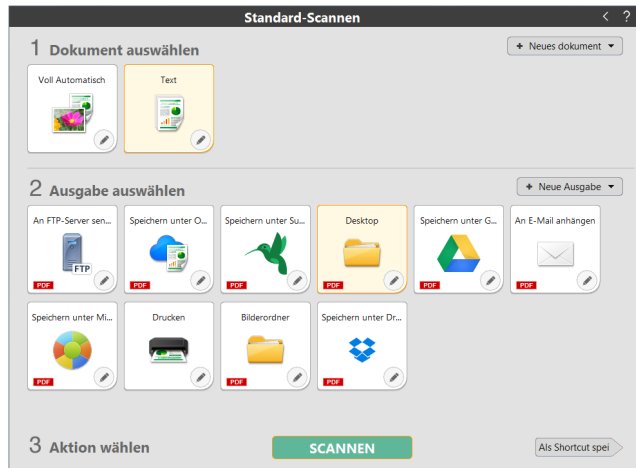 Standard-Scannen < ?
1 Dokument auswählen
+ Neues dokument
Voll Automatisch
Text
2 Ausgabe auswählen
+ Neue Ausgabe
An FTP-Server sen...
Speichern unter O...
Speichern unter Su...
Desktop
Speichern unter G...
An E-Mail anhängen
FTP
PDF PDF PDF PDF PDF PDF
Speichern unter Mi...
Drucken
Bilderordner
Speichern unter Dr...
PDF PDF PDF
3 Aktion wählen
SCANNEN
Als Shortcut spei